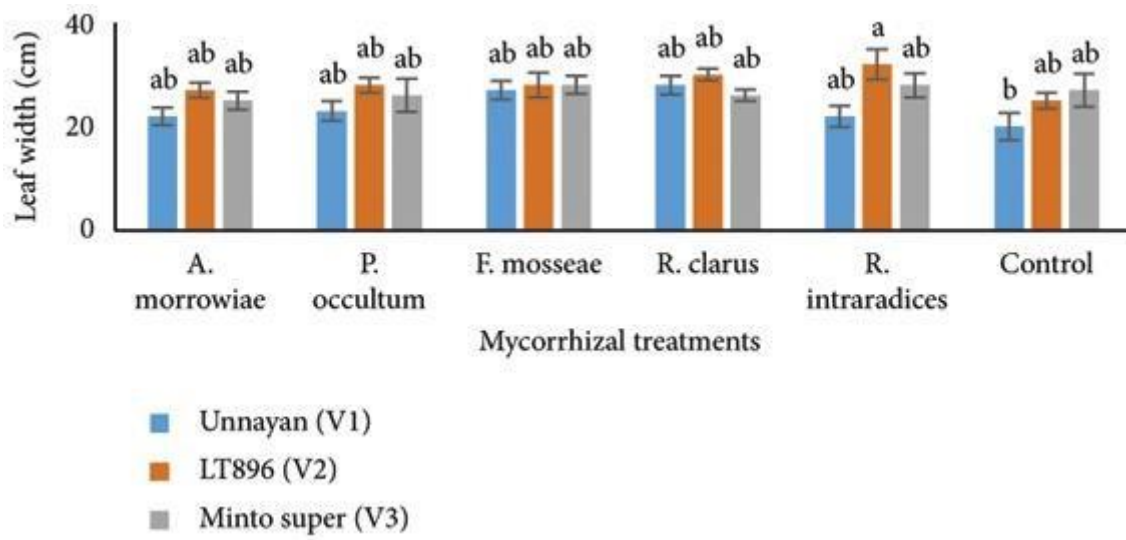 Leaf width (cm)
40
20
0
ab ab ab
ab ab ab
ab ab ab
ab ab ab
ab a ab
b ab ab
A.
morrowiae
P.
occultum
F. mosseae
R. clarus
R.
intraradices
Control
Mycorrhizal treatments
Unnayan (V1)
LT896 (V2)
Minto super (V3)